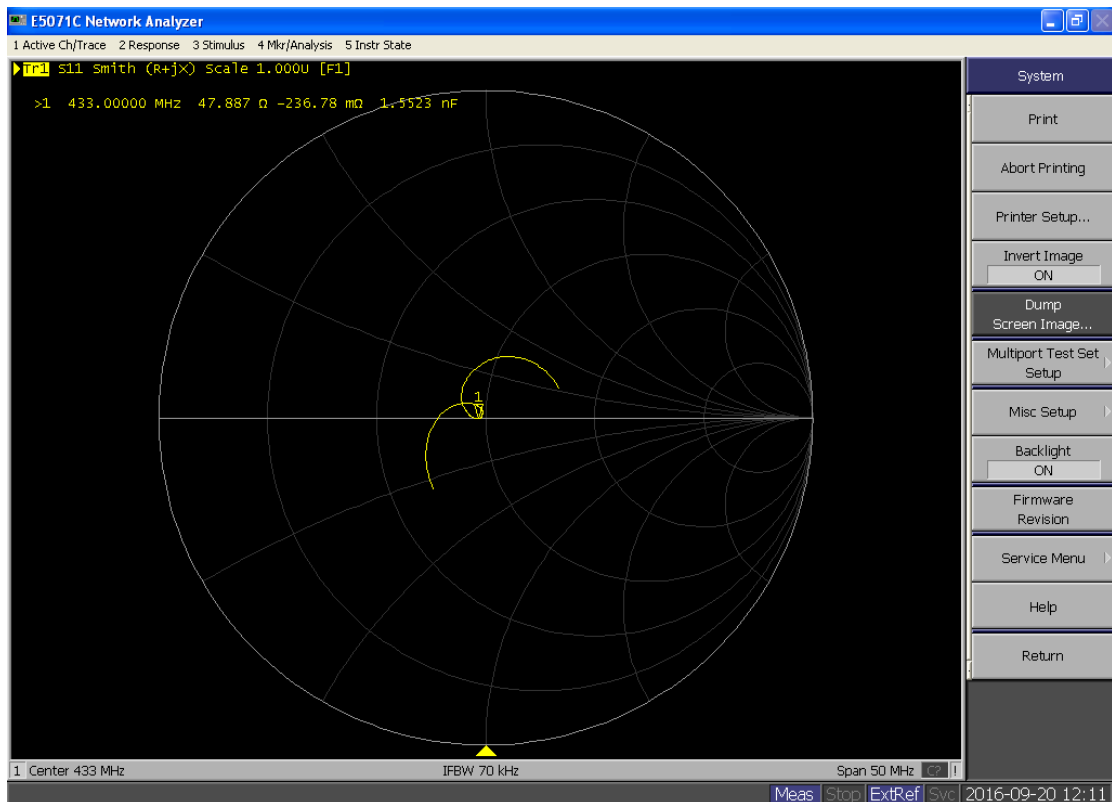 E5071C Network Analyzer
1 Active Ch/Trace 2 Response 3 Stimulus 4 Mkr/Analysis 5 Instr State
Tr1 S11 Smith (R+jX) Scale 1.000U [F1]
>1 433.00000 MHz 47.887 Ω -236.78 mΩ 1.5523 nF
1
System
Print
Abort Printing
Printer Setup...
Invert Image
ON
Dump
Screen Image...
Multiport Test Set
Setup
Misc Setup
Backlight
ON
Firmware
Revision
Service Menu
Help
Return
1 Center 433 MHz IFBW 70 kHz Span 50 MHz C? !
Meas Stop ExtRef Svc 2016-09-20 12:11